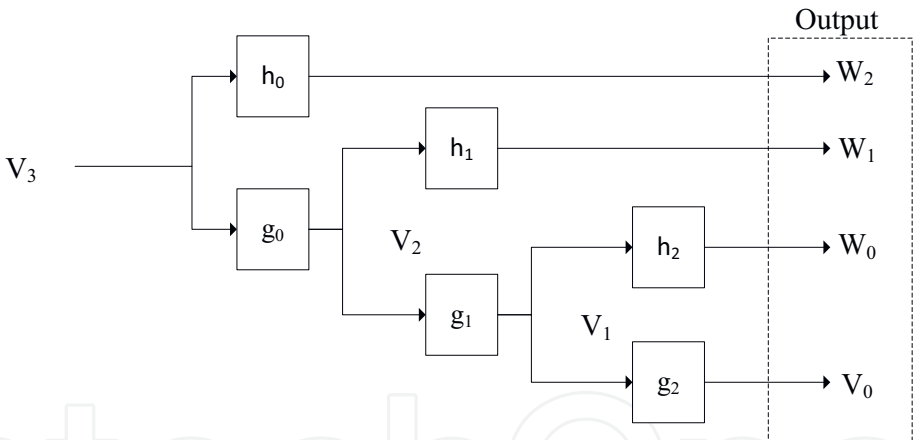 Output
h₀
W₂
h₁
W₁
V₃
g₀
V₂
h₂
W₀
g₁
V₁
g₂
V₀